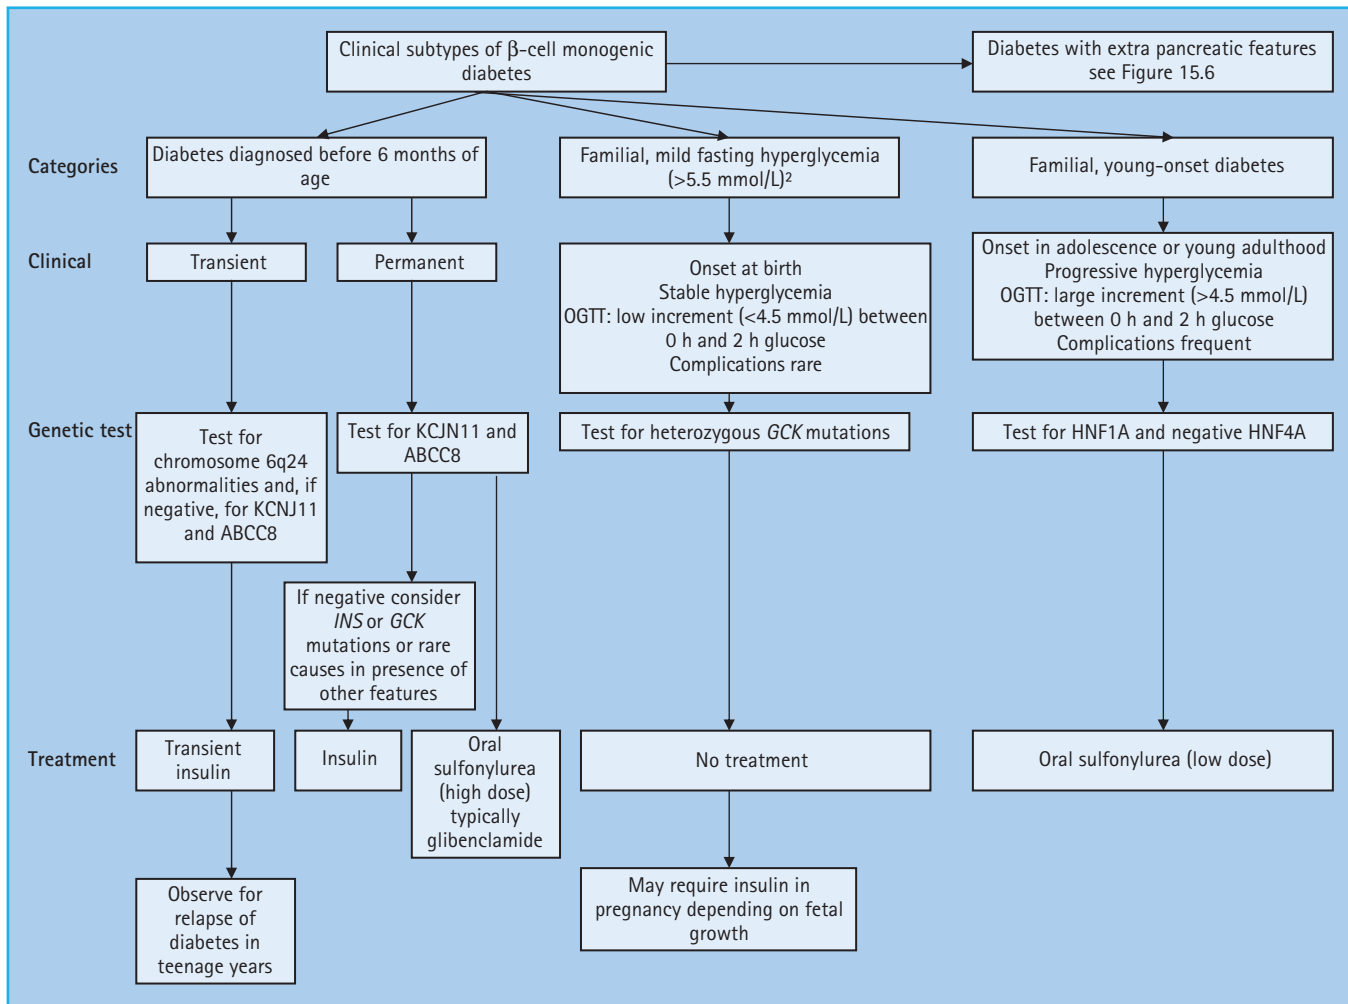 Clinical subtypes of β-cell monogenic
diabetes
Diabetes with extra pancreatic features
see Figure 15.6
Categories
Diabetes diagnosed before 6 months of
age
Familial, mild fasting hyperglycemia
(>5.5 mmol/L)²
Familial, young-onset diabetes
Clinical
Transient
Permanent
Onset at birth
Stable hyperglycemia
OGTT: low increment (<4.5 mmol/L) between
0 h and 2 h glucose
Complications rare
Onset in adolescence or young adulthood
Progressive hyperglycemia
OGTT: large increment (>4.5 mmol/L)
between 0 h and 2 h glucose
Complications frequent
Genetic test
Test for
chromosome 6q24
abnormalities and, if
negative, for KCNJ11
and ABCC8
Test for KCJN11 and
ABCC8
Test for heterozygous GCK mutations
Test for HNF1A and negative HNF4A
If negative consider
INS or GCK
mutations or rare
causes in presence of
other features
Treatment
Transient
insulin
Insulin
Oral
sulfonylurea
(high dose)
typically
glibenclamide
No treatment
Oral sulfonylurea (low dose)
Observe for
relapse of
diabetes in
teenage years
May require insulin in
pregnancy depending on fetal
growth